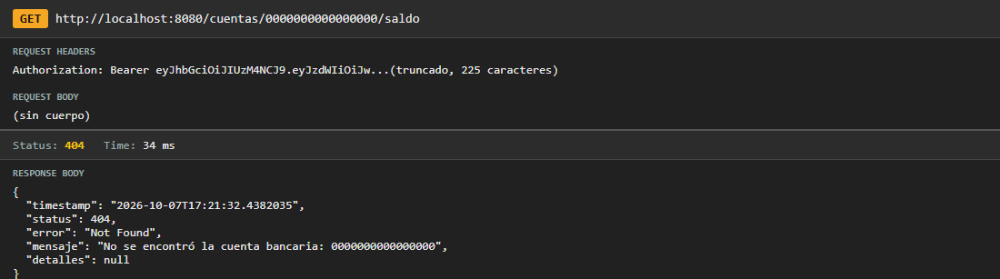 GET http://localhost:8080/cuentas/0000000000000000/saldo
REQUEST HEADERS
Authorization: Bearer eyJhbGciOiJIUzM4NCJ9.eyJzdWIiOiJw...(truncado, 225 caracteres)
REQUEST BODY
(sin cuerpo)
Status: 404 Time: 34 ms
RESPONSE BODY
{
  "timestamp": "2026-10-07T17:21:32.4382035",
  "status": 404,
  "error": "Not Found",
  "mensaje": "No se encontró la cuenta bancaria: 0000000000000000",
  "detalles": null
}